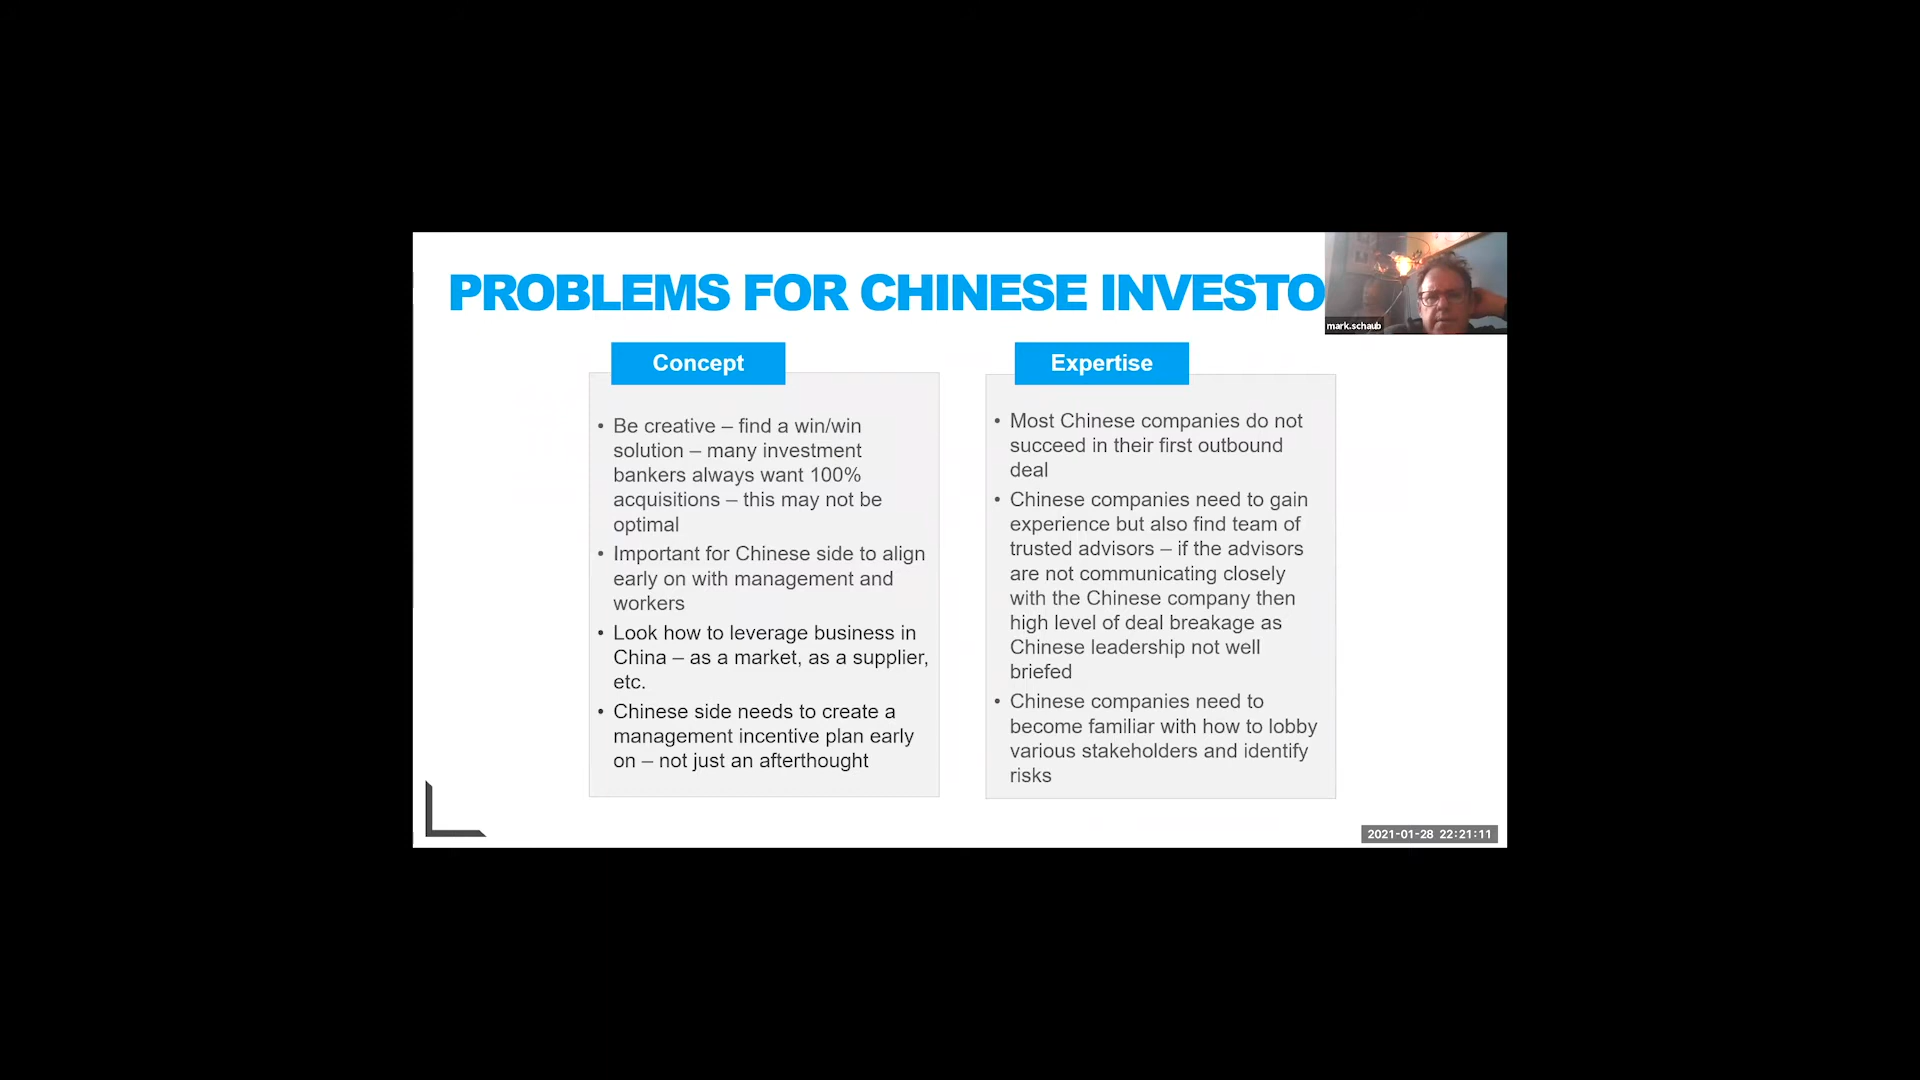 PROBLEMS FOR CHINESE INVESTO
mark.schaub
Concept
• Be creative – find a win/win
solution – many investment
bankers always want 100%
acquisitions – this may not be
optimal
• Important for Chinese side to align
early on with management and
workers
• Look how to leverage business in
China – as a market, as a supplier,
etc.
• Chinese side needs to create a
management incentive plan early
on – not just an afterthought
Expertise
• Most Chinese companies do not
succeed in their first outbound
deal
• Chinese companies need to gain
experience but also find team of
trusted advisors – if the advisors
are not communicating closely
with the Chinese company then
high level of deal breakage as
Chinese leadership not well
briefed
• Chinese companies need to
become familiar with how to lobby
various stakeholders and identify
risks
2021-01-28 22:21:11